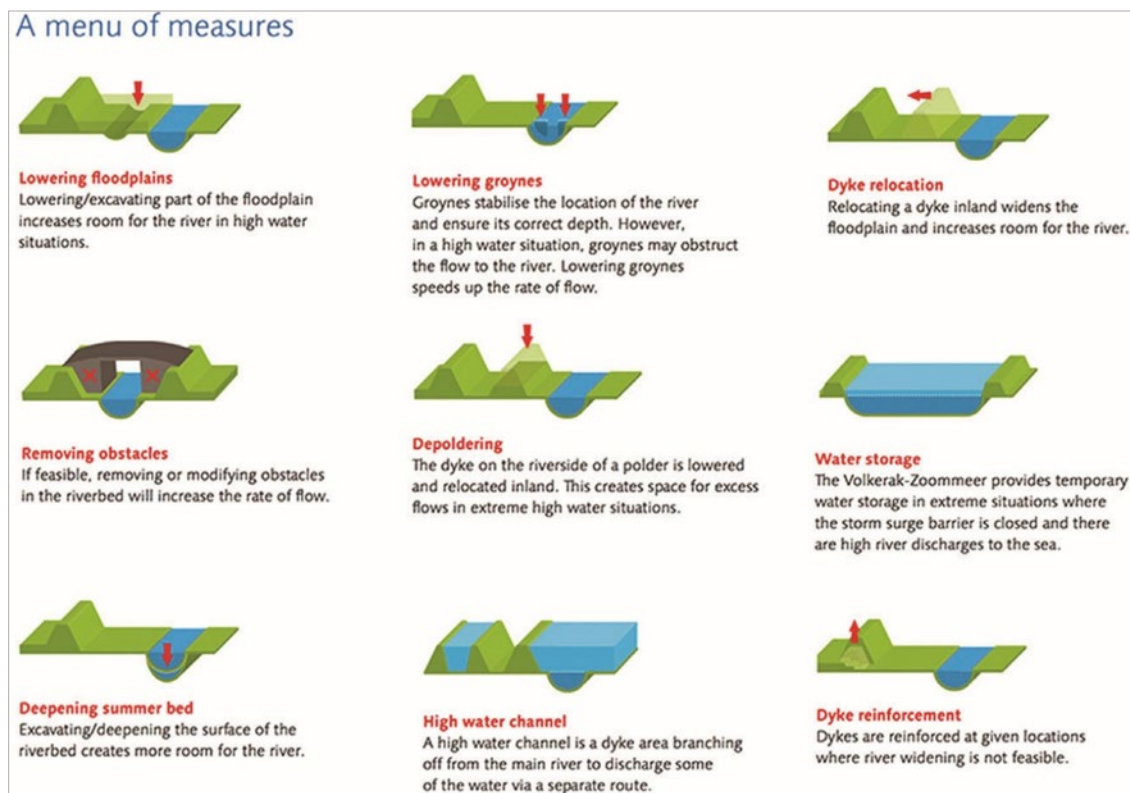 A menu of measures
Lowering floodplains
Lowering/excavating part of the floodplain
increases room for the river in high water
situations.
Lowering groynes
Groynes stabilise the location of the river
and ensure its correct depth. However,
in a high water situation, groynes may obstruct
the flow to the river. Lowering groynes
speeds up the rate of flow.
Dyke relocation
Relocating a dyke inland widens the
floodplain and increases room for the river.
Removing obstacles
If feasible, removing or modifying obstacles
in the riverbed will increase the rate of flow.
Depoldering
The dyke on the riverside of a polder is lowered
and relocated inland. This creates space for excess
flows in extreme high water situations.
Water storage
The Volkerak-Zoommeer provides temporary
water storage in extreme situations where
the storm surge barrier is closed and there
are high river discharges to the sea.
Deepening summer bed
Excavating/deepening the surface of the
riverbed creates more room for the river.
High water channel
A high water channel is a dyke area branching
off from the main river to discharge some
of the water via a separate route.
Dyke reinforcement
Dykes are reinforced at given locations
where river widening is not feasible.